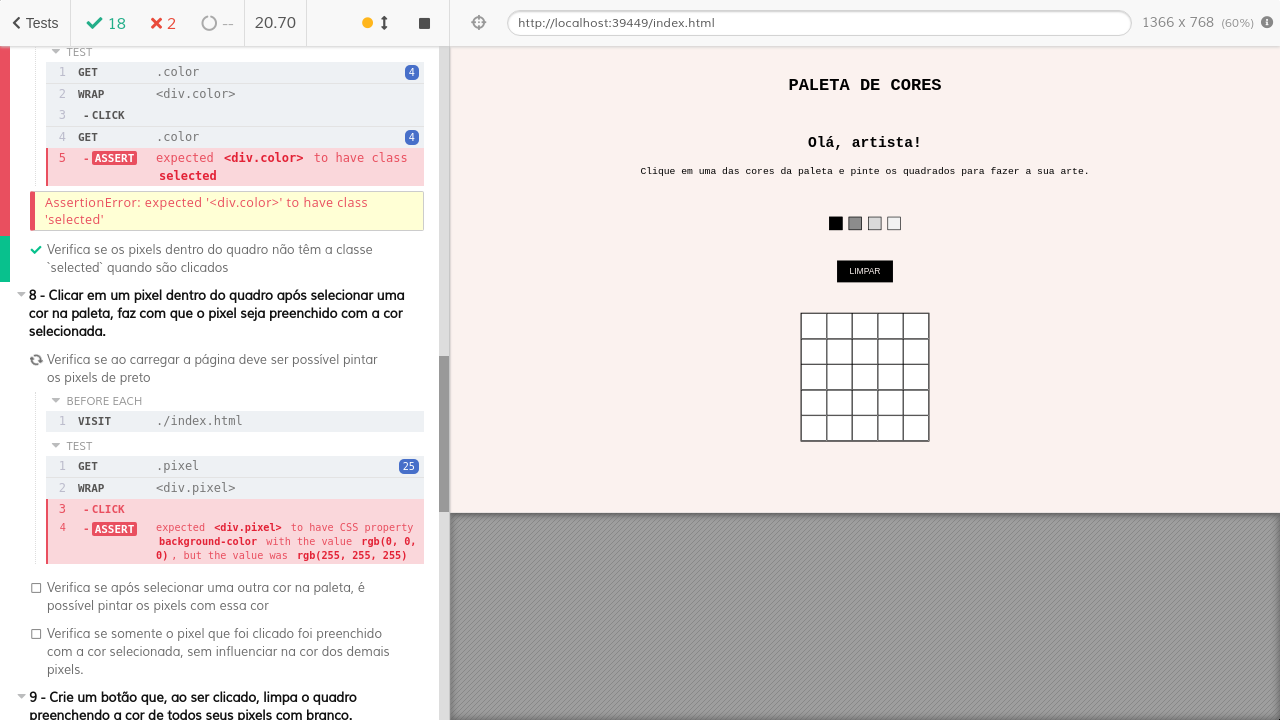 Tests 18 2 -- 20.70
TEST
1 GET .color 4
2 WRAP <div.color>
3 -CLICK
4 GET .color 4
5 -ASSERT expected <div.color> to have class
selected
AssertionError: expected '<div.color>' to have class
'selected'
Verifica se os pixels dentro do quadro não têm a classe
`selected` quando são clicados
8 - Clicar em um pixel dentro do quadro após selecionar uma
cor na paleta, faz com que o pixel seja preenchido com a cor
selecionada.
Verifica se ao carregar a página deve ser possível pintar
os pixels de preto
BEFORE EACH
1 VISIT ./index.html
TEST
1 GET .pixel 25
2 WRAP <div.pixel>
3 -CLICK
4 -ASSERT expected <div.pixel> to have CSS property
background-color with the value rgb(0, 0,
0), but the value was rgb(255, 255, 255)
Verifica se após selecionar uma outra cor na paleta, é
possível pintar os pixels com essa cor
Verifica se somente o pixel que foi clicado foi preenchido
com a cor selecionada, sem influenciar na cor dos demais
pixels.
9 - Crie um botão que, ao ser clicado, limpa o quadro
preenchendo a cor de todos seus pixels com branco.
http://localhost:39449/index.html 1366 x 768 (60%)
PALETA DE CORES
Olá, artista!
Clique em uma das cores da paleta e pinte os quadrados para fazer a sua arte.
LIMPAR